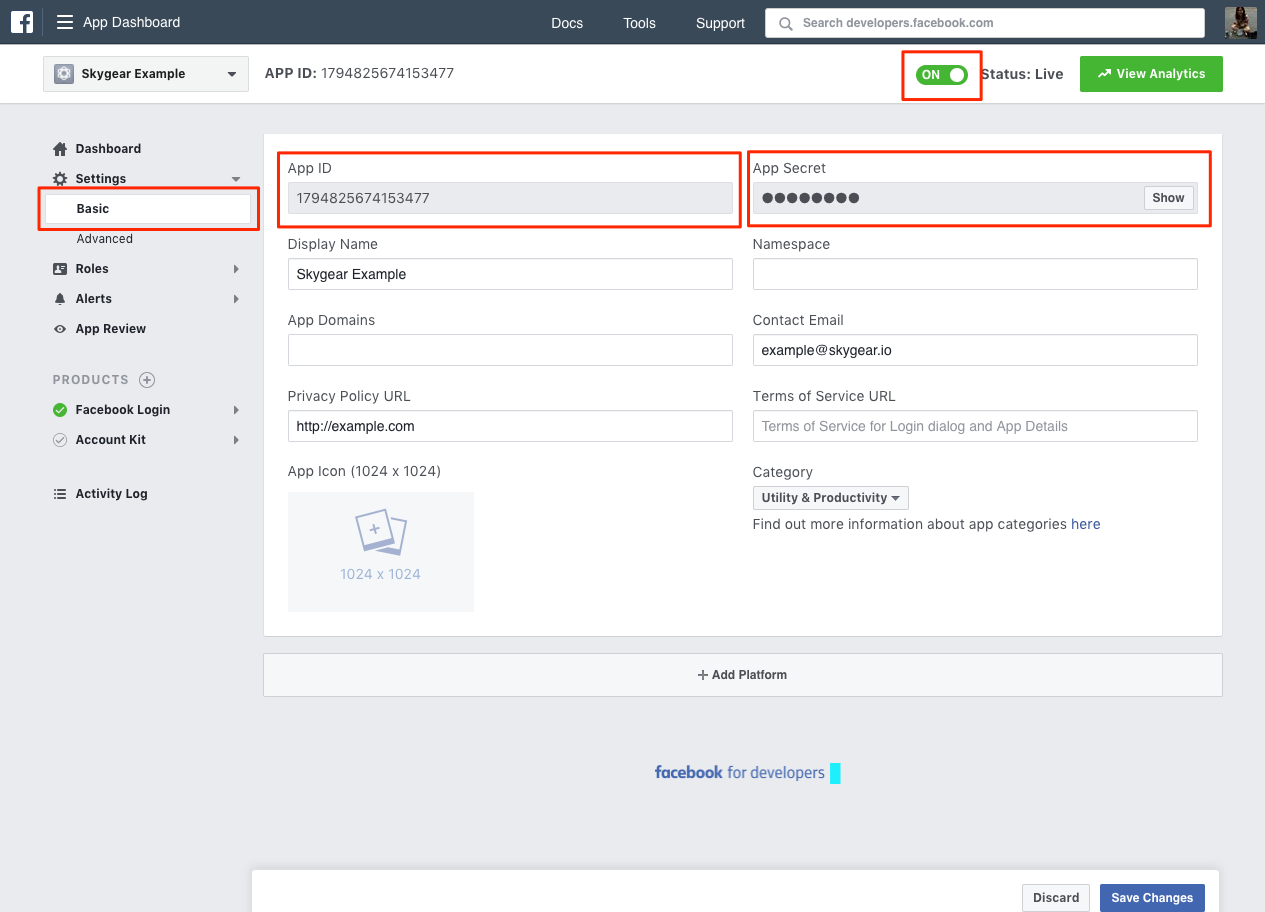 App Dashboard Docs Tools Support Search developers.facebook.com
Skygear Example APP ID: 1794825674153477 ON Status: Live View Analytics
Dashboard
Settings
Basic
Advanced
Roles
Alerts
App Review
PRODUCTS
Facebook Login
Account Kit
Activity Log
App ID
1794825674153477
App Secret
●●●●●●●● Show
Display Name
Skygear Example
Namespace
App Domains
Contact Email
example@skygear.io
Privacy Policy URL
http://example.com
Terms of Service URL
Terms of Service for Login dialog and App Details
App Icon (1024 x 1024)
1024 x 1024
Category
Utility & Productivity
Find out more information about app categories here
+ Add Platform
facebook for developers
Discard Save Changes